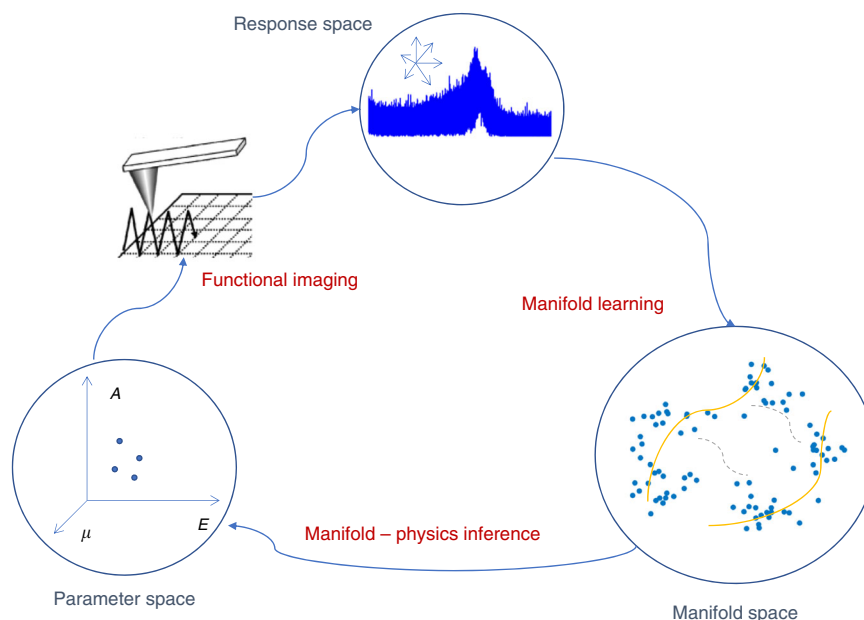 Response space
Functional imaging
Manifold learning
A
μ
E
Manifold – physics inference
Parameter space
Manifold space